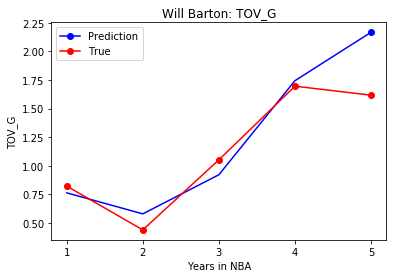 Will Barton: TOV_G
Prediction
True
TOV_G
2.25
2.00
1.75
1.50
1.25
1.00
0.75
0.50
1 2 3 4 5
Years in NBA